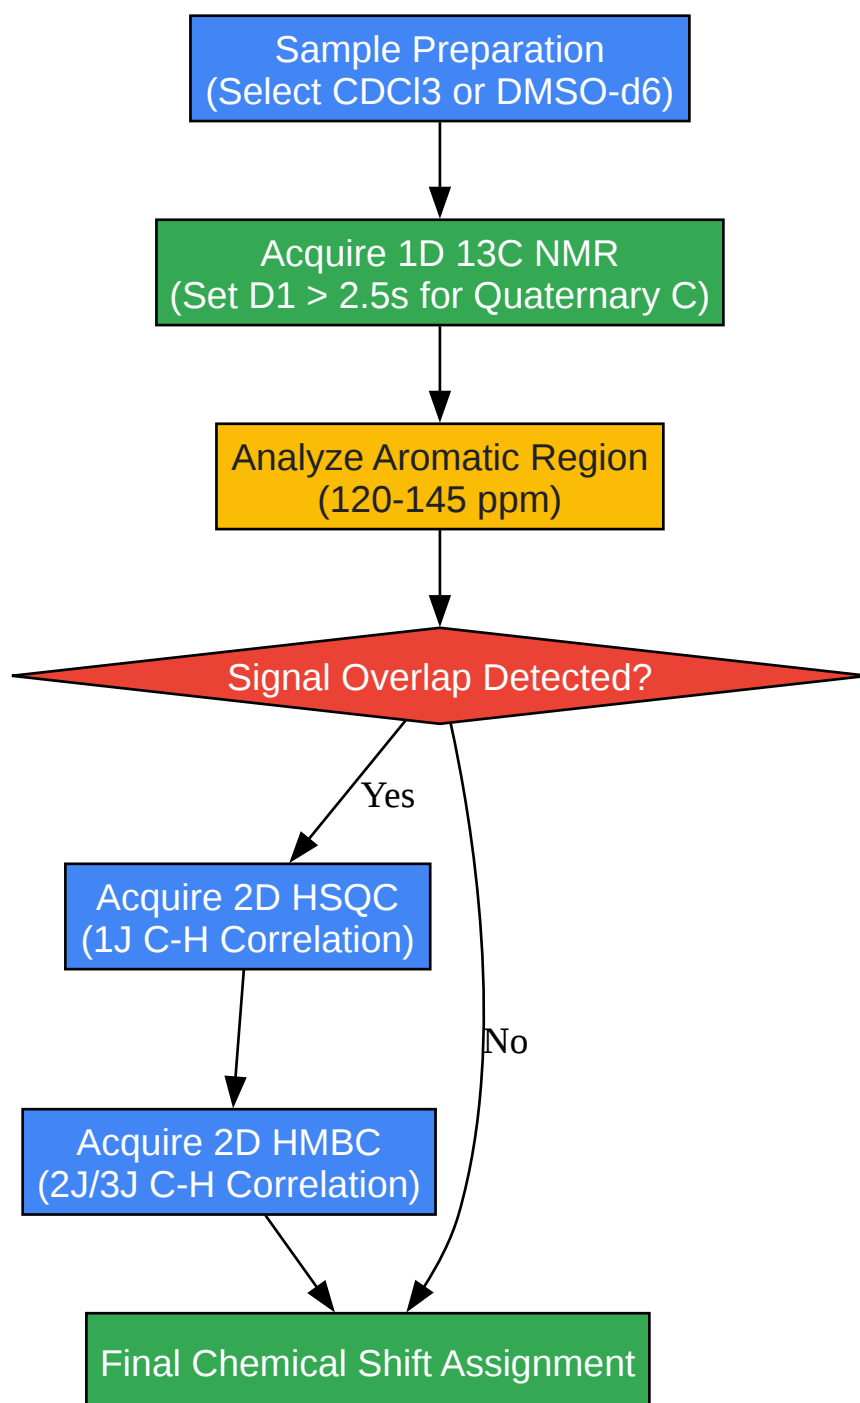 Sample Preparation
(Select CDCl3 or DMSO-d6)
Acquire 1D 13C NMR
(Set D1 > 2.5s for Quaternary C)
Analyze Aromatic Region
(120-145 ppm)
Signal Overlap Detected?
Yes
Acquire 2D HSQC
(1J C-H Correlation)
No
Acquire 2D HMBC
(2J/3J C-H Correlation)
Final Chemical Shift Assignment